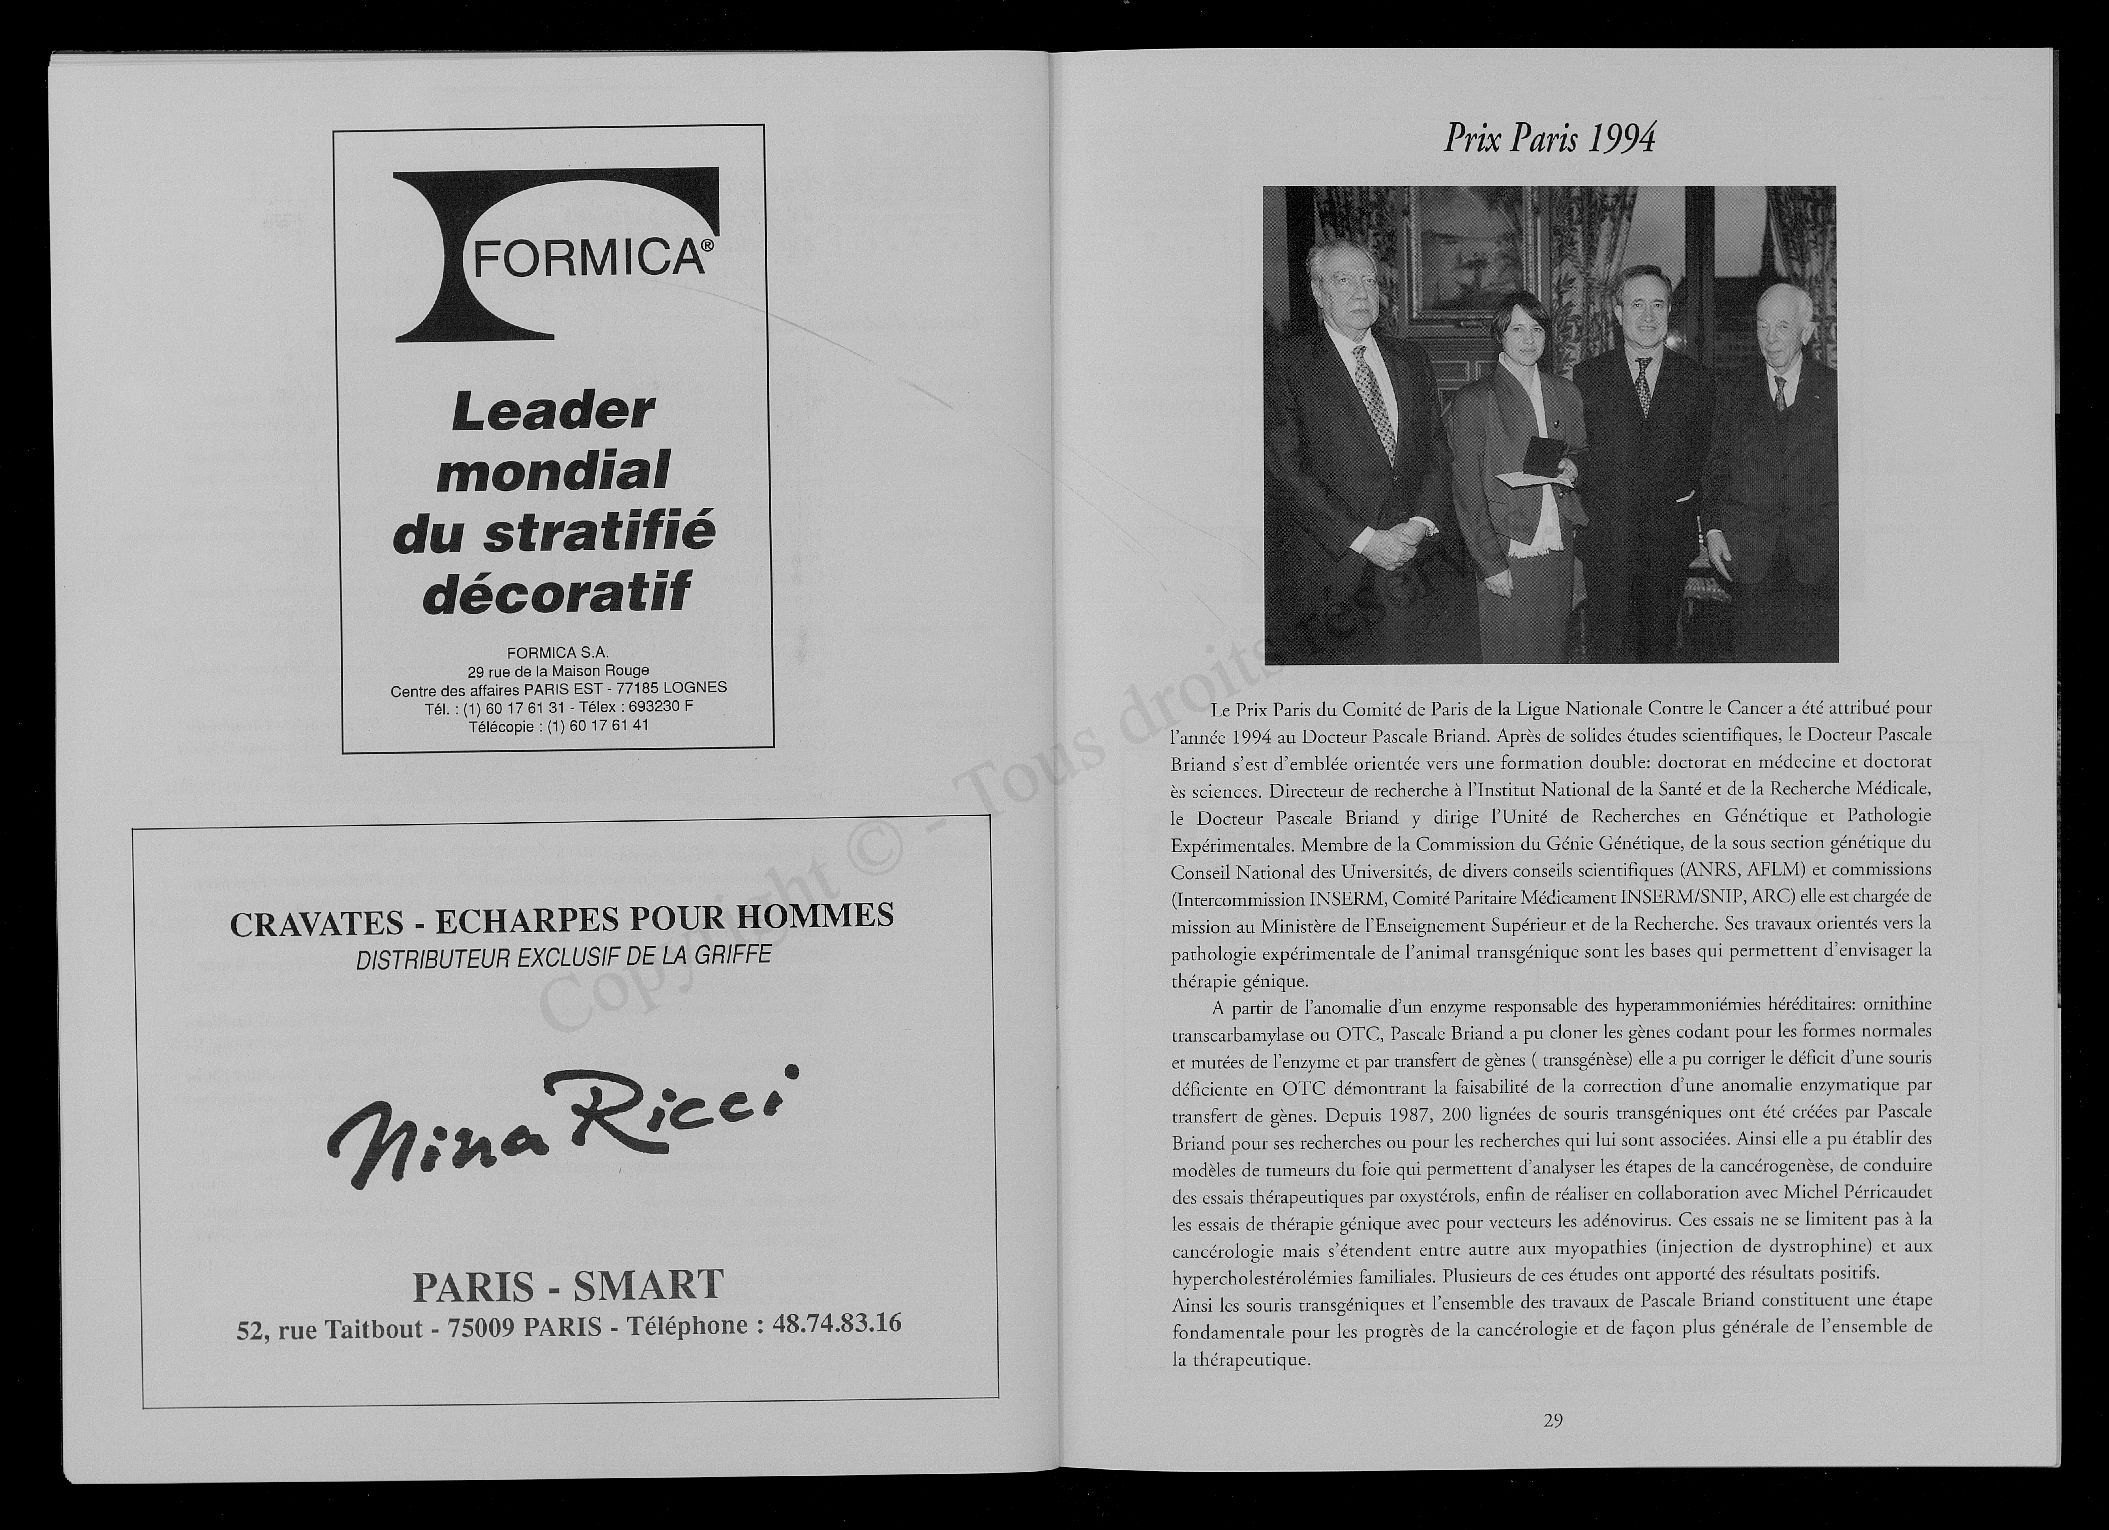 FORMICA®
Leader
mondial
du stratifié
décoratif
FORMICA S.A.
29 rue de la Maison Rouge
Centre des affaires PARIS EST - 77185 LOGNES
Tél. : (1) 60 17 61 31 - Télex : 693230 F
Télécopie : (1) 60 17 61 41
CRAVATES - ECHARPES POUR HOMMES
DISTRIBUTEUR EXCLUSIF DE LA GRIFFE
Nina Ricci
PARIS - SMART
52, rue Taitbout - 75009 PARIS - Téléphone : 48.74.83.16
Prix Paris 1994
Le Prix Paris du Comité de Paris de la Ligue Nationale Contre le Cancer a été attribué pour
l'année 1994 au Docteur Pascale Briand. Après de solides études scientifiques, le Docteur Pascale
Briand s'est d'emblée orientée vers une formation double: doctorat en médecine et doctorat
ès sciences. Directeur de recherche à l'Institut National de la Santé et de la Recherche Médicale,
le Docteur Pascale Briand y dirige l'Unité de Recherches en Génétique et Pathologie
Expérimentales. Membre de la Commission du Génie Génétique, de la sous section génétique du
Conseil National des Universités, de divers conseils scientifiques (ANRS, AFLM) et commissions
(Intercommission INSERM, Comité Paritaire Médicament INSERM/SNIP, ARC) elle est chargée de
mission au Ministère de l'Enseignement Supérieur et de la Recherche. Ses travaux orientés vers la
pathologie expérimentale de l'animal transgénique sont les bases qui permettent d'envisager la
thérapie génique.
A partir de l'anomalie d'un enzyme responsable des hyperammoniémies héréditaires: ornithine
transcarbamylase ou OTC, Pascale Briand a pu cloner les gènes codant pour les formes normales
et mutées de l'enzyme et par transfert de gènes ( transgénèse) elle a pu corriger le déficit d'une souris
déficiente en OTC démontrant la faisabilité de la correction d'une anomalie enzymatique par
transfert de gènes. Depuis 1987, 200 lignées de souris transgéniques ont été créées par Pascale
Briand pour ses recherches ou pour les recherches qui lui sont associées. Ainsi elle a pu établir des
modèles de tumeurs du foie qui permettent d'analyser les étapes de la cancérogenèse, de conduire
des essais thérapeutiques par oxystérols, enfin de réaliser en collaboration avec Michel Pérricaudet
les essais de thérapie génique avec pour vecteurs les adénovirus. Ces essais ne se limitent pas à la
cancérologie mais s'étendent entre autre aux myopathies (injection de dystrophine) et aux
hypercholestérolémies familiales. Plusieurs de ces études ont apporté des résultats positifs.
Ainsi les souris transgéniques et l'ensemble des travaux de Pascale Briand constituent une étape
fondamentale pour les progrès de la cancérologie et de façon plus générale de l'ensemble de
la thérapeutique.
29
Copyright © - Tous droits réservés